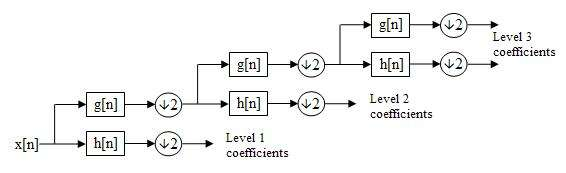 g[n]
↓2
Level 3
coefficients
g[n]
↓2
h[n]
↓2
g[n]
↓2
h[n]
↓2
Level 2
coefficients
x[n]
h[n]
↓2
Level 1
coefficients